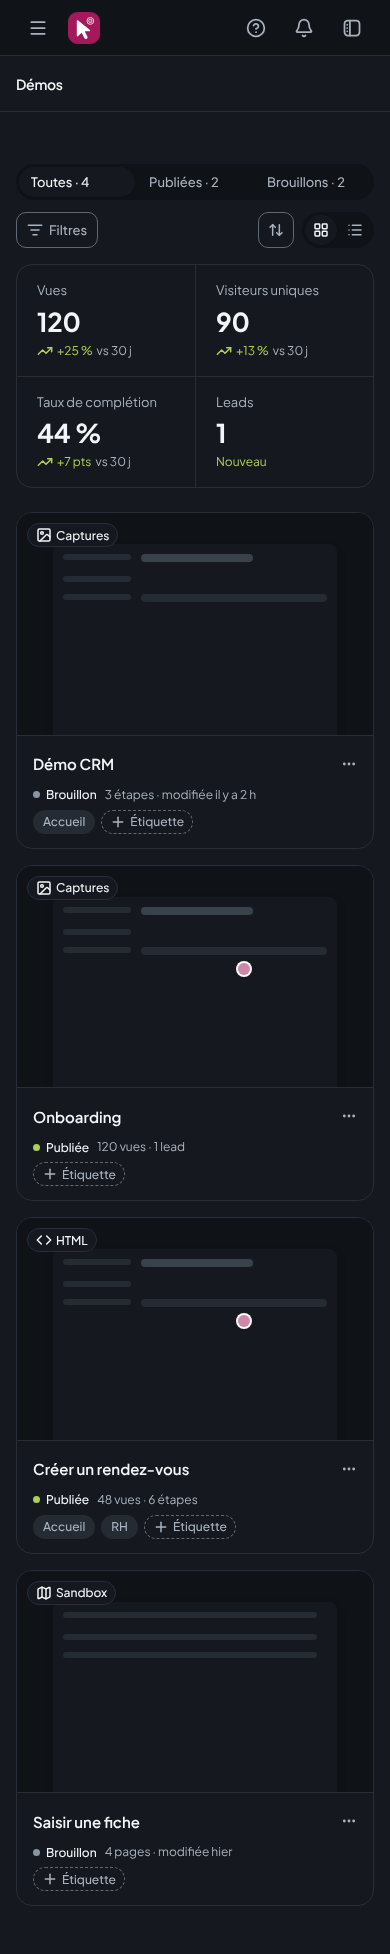 Démos
Toutes · 4 Publiées · 2 Brouillons · 2
Filtres
Vues Visiteurs uniques
120 90
+25 % vs 30 j +13 % vs 30 j
Taux de complétion Leads
44 % 1
+7 pts vs 30 j Nouveau
Captures
Démo CRM
Brouillon 3 étapes · modifiée il y a 2 h
Accueil + Étiquette
Captures
Onboarding
Publiée 120 vues · 1 lead
+ Étiquette
HTML
Créer un rendez-vous
Publiée 48 vues · 6 étapes
Accueil RH + Étiquette
Sandbox
Saisir une fiche
Brouillon 4 pages · modifiée hier
+ Étiquette